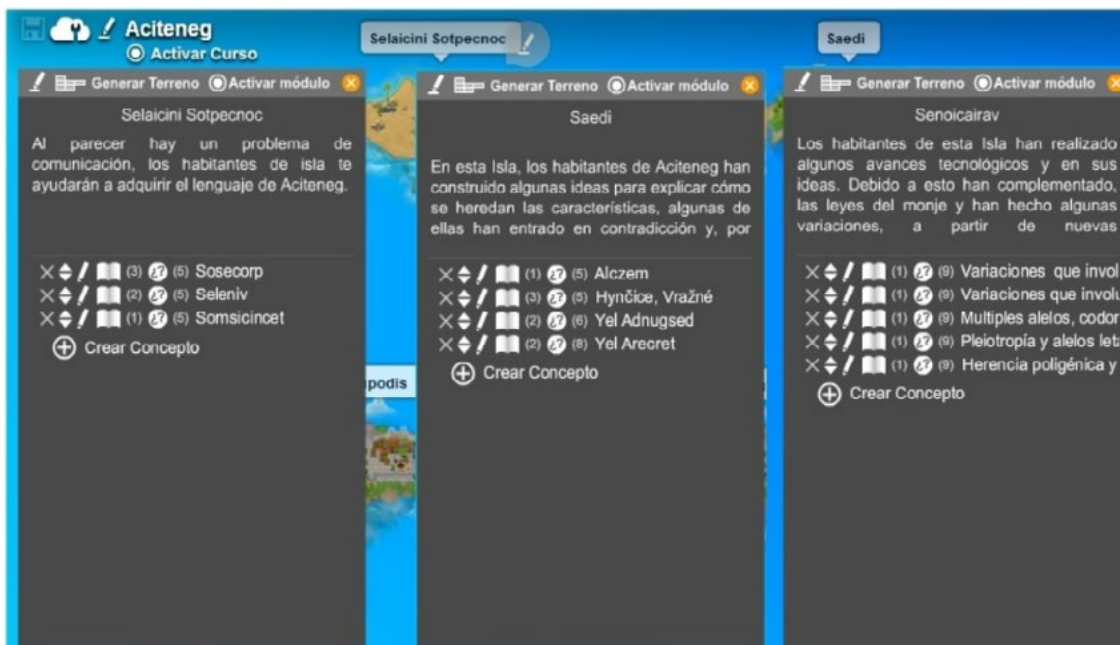 Aciteneg
Activar Curso
Selaicini Sotpecnoc
Saedi
Generar Terreno Activar módulo
Selaicini Sotpecnoc
Al parecer hay un problema de
comunicación, los habitantes de isla te
ayudarán a adquirir el lenguaje de Aciteneg.
(3) (5) Sosecorp
(2) (5) Seleniv
(1) (5) Somsicincet
Crear Concepto
Generar Terreno Activar módulo
Saedi
En esta Isla, los habitantes de Aciteneg han
construido algunas ideas para explicar cómo
se heredan las características, algunas de
ellas han entrado en contradicción y, por
(1) (5) Alczem
(3) (5) Hynčice, Vražné
(2) (6) Yel Adnugsed
(2) (8) Yel Arecret
Crear Concepto
Generar Terreno Activar módulo
Senoicairav
Los habitantes de esta Isla han realizado
algunos avances tecnológicos y en sus
ideas. Debido a esto han complementado,
las leyes del monje y han hecho algunas
variaciones, a partir de nuevas
(1) (9) Variaciones que invol
(1) (9) Variaciones que involu
(1) (9) Multiples alelos, codor
(1) (9) Pleiotropía y alelos let
(1) (9) Herencia poligénica y
Crear Concepto
ipodis